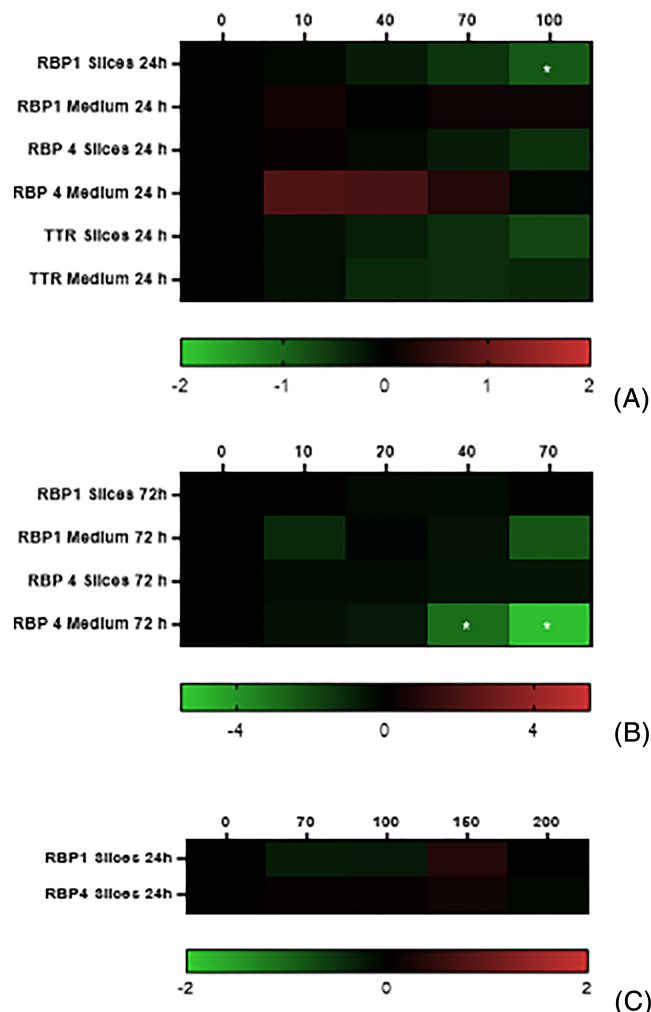 0 10 40 70 100
RBP1 Slices 24h
*
RBP1 Medium 24 h
RBP 4 Slices 24 h
RBP 4 Medium 24 h
TTR Slices 24 h
TTR Medium 24 h
-2 -1 0 1 2
(A)
0 10 20 40 70
RBP1 Slices 72h
RBP1 Medium 72 h
RBP 4 Slices 72 h
RBP 4 Medium 72 h
* *
-4 0 4
(B)
0 70 100 150 200
RBP1 Slices 24h
RBP4 Slices 24h
-2 0 2
(C)